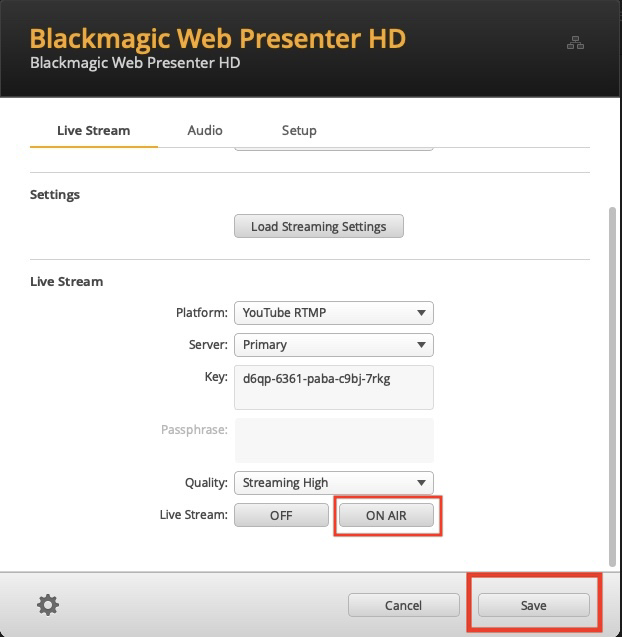 Blackmagic Web Presenter HD
Blackmagic Web Presenter HD
Live Stream Audio Setup
Settings
Load Streaming Settings
Live Stream
Platform: YouTube RTMP
Server: Primary
Key: d6qp-6361-paba-c9bj-7rkg
Passphrase:
Quality: Streaming High
Live Stream: OFF ON AIR
Cancel Save